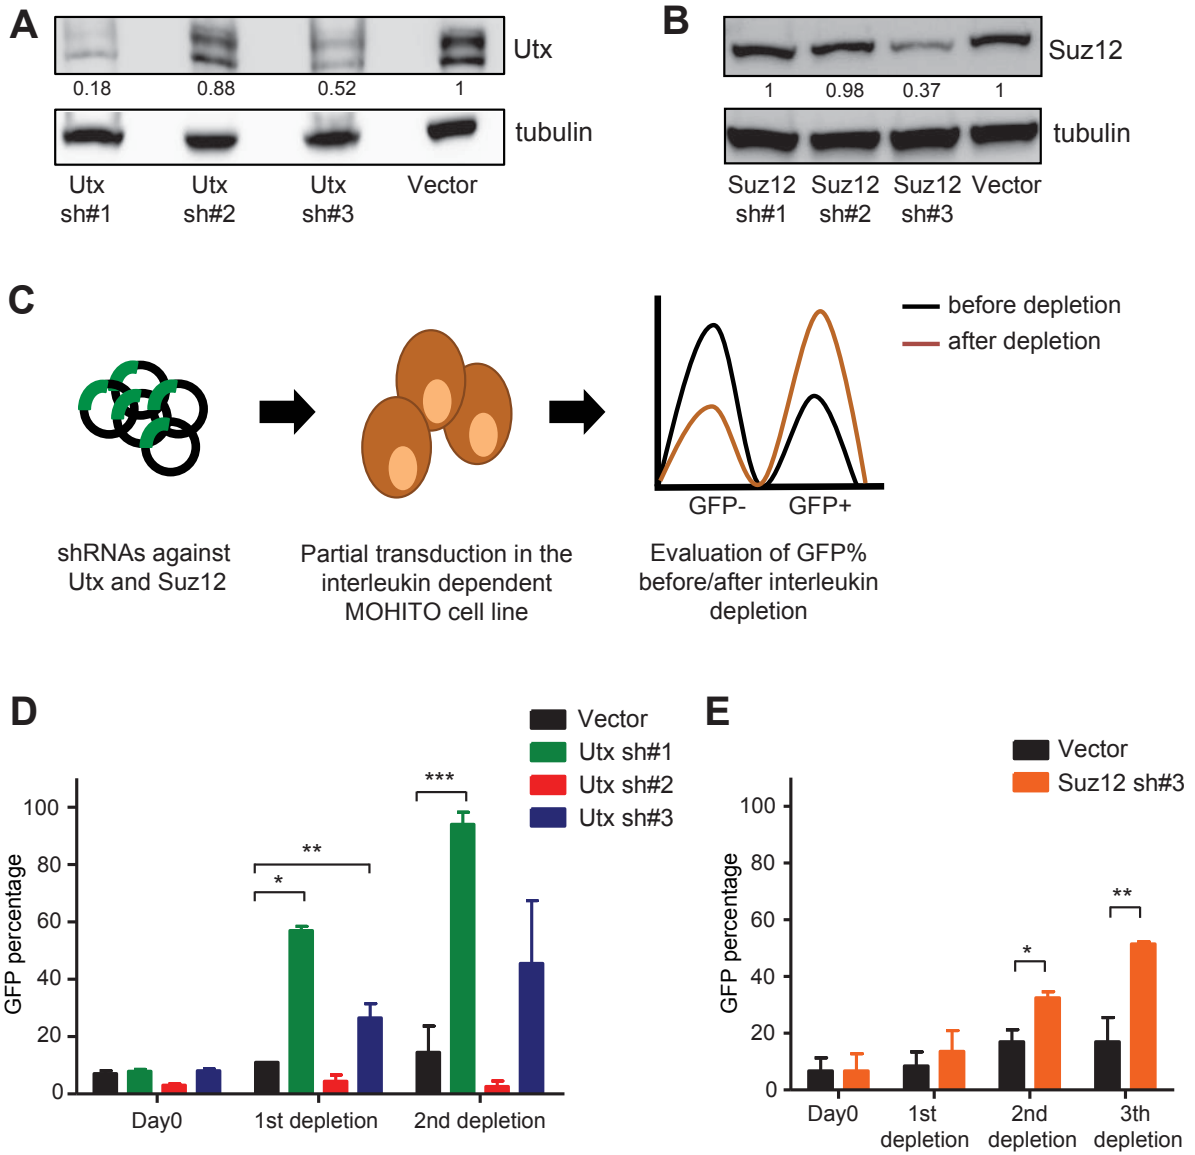 A
Utx
0.18 0.88 0.52 1
tubulin
Utx sh#1
Utx sh#2
Utx sh#3
Vector
B
Suz12
1 0.98 0.37 1
tubulin
Suz12 sh#1
Suz12 sh#2
Suz12 sh#3
Vector
C
shRNAs against
Utx and Suz12
Partial transduction in the
interleukin dependent
MOHITO cell line
before depletion
after depletion
GFP- GFP+
Evaluation of GFP%
before/after interleukin
depletion
D
Vector
Utx sh#1
Utx sh#2
Utx sh#3
GFP percentage
100
80
60
40
20
0
*
**
***
Day0 1st depletion 2nd depletion
E
Vector
Suz12 sh#3
GFP percentage
100
80
60
40
20
0
*
**
Day0
1st depletion
2nd depletion
3th depletion